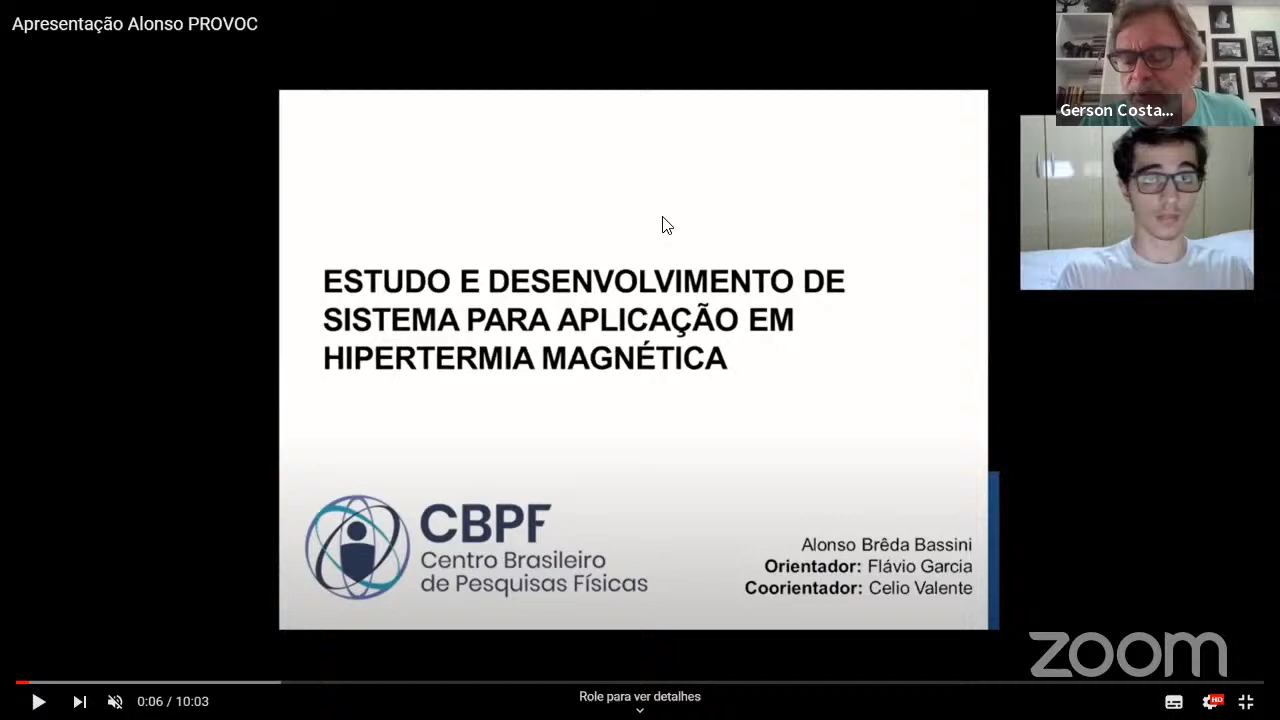 Apresentação Alonso PROVOC
Gerson Costa...
ESTUDO E DESENVOLVIMENTO DE
SISTEMA PARA APLICAÇÃO EM
HIPERTERMIA MAGNÉTICA
CBPF
Centro Brasileiro
de Pesquisas Físicas
Alonso Brêda Bassini
Orientador: Flávio Garcia
Coorientador: Celio Valente
zoom
0:06 / 10:03
Role para ver detalhes
HD